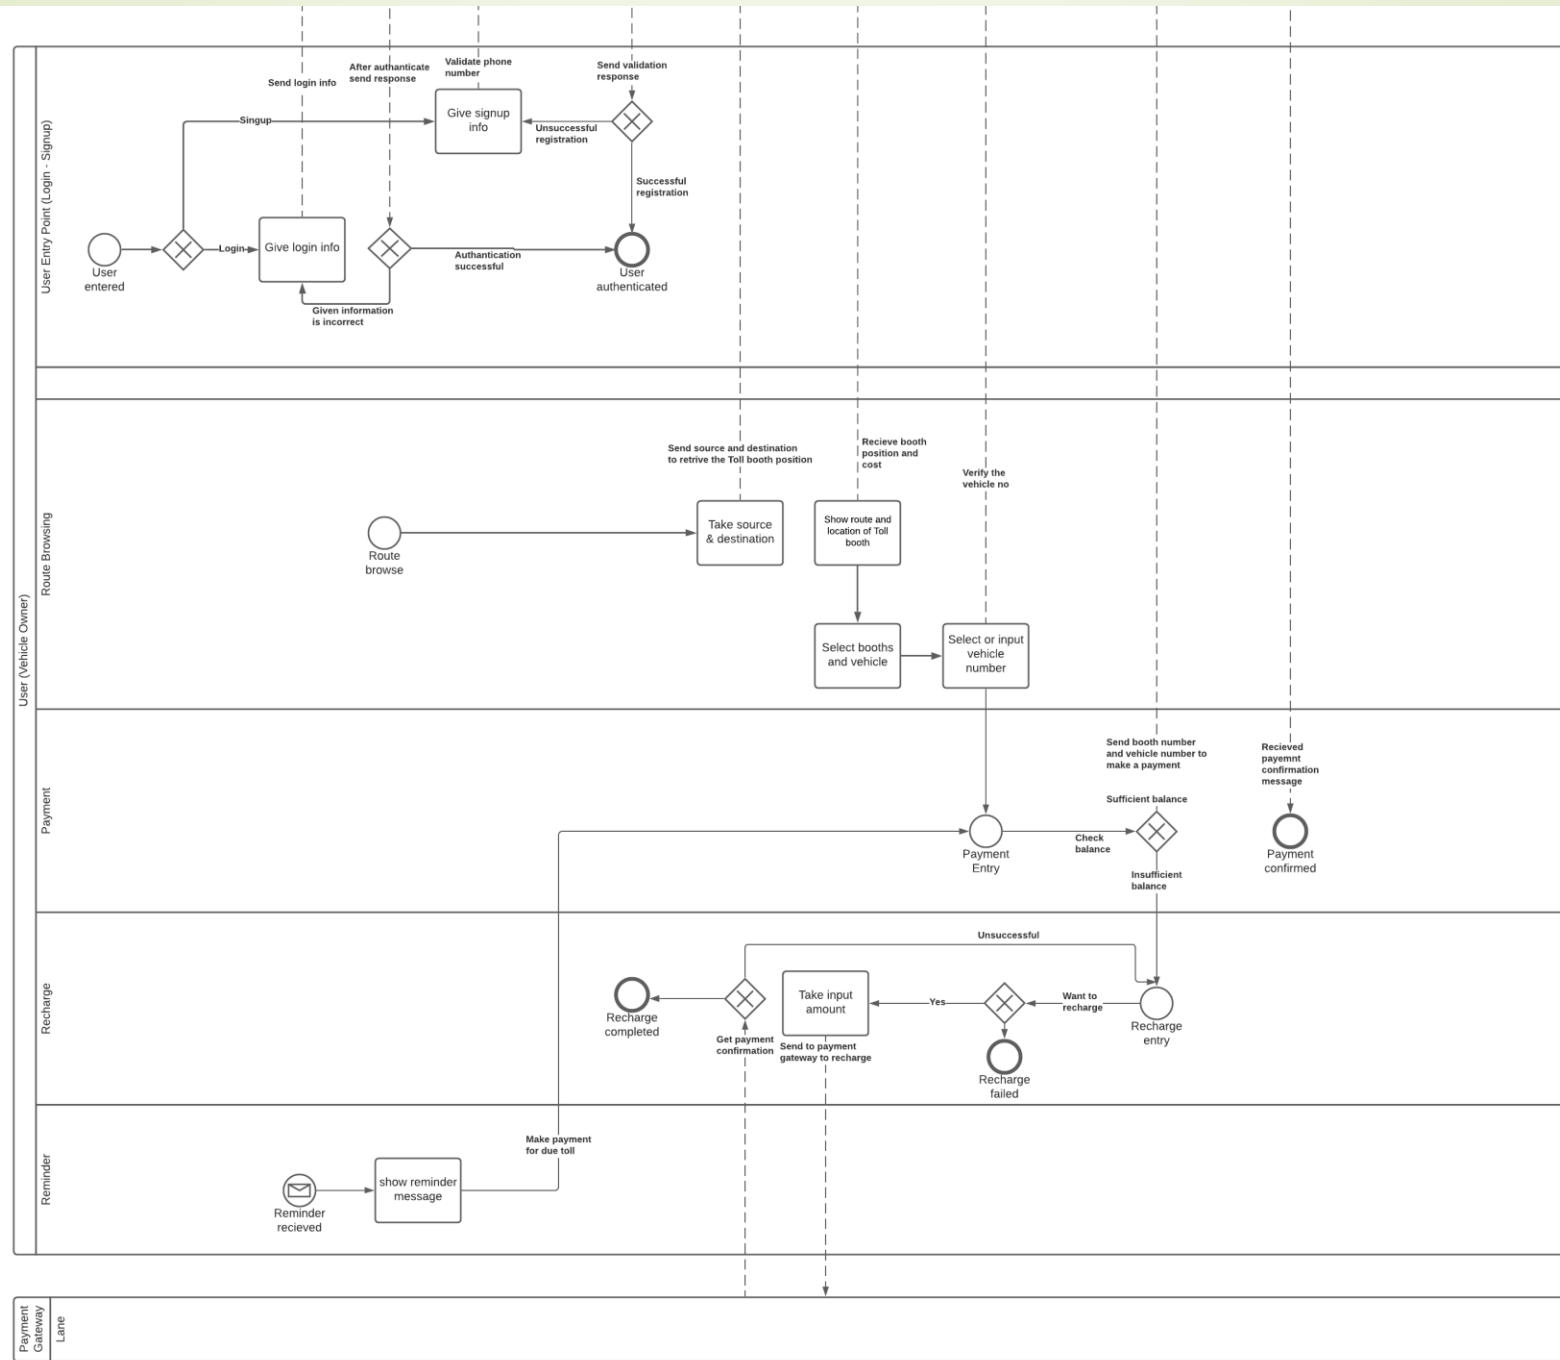 User (Vehicle Owner)
User Entry Point (Login - Signup)
Send login info
After authanticate
send response
Validate phone
number
Send validation
response
Singup
Give signup
info
Unsuccessful
registration
Successful
registration
User
entered
Login
Give login info
Authantication
successful
User
authenticated
Given information
is incorrect
Route Browsing
Send source and destination
to retrive the Toll booth position
Recieve booth
position and
cost
Verify the
vehicle no
Route
browse
Take source
& destination
Show route and
location of Toll
booth
Select booths
and vehicle
Select or input
vehicle
number
Payment
Send booth number
and vehicle number to
make a payment
Recieved
payemnt
confirmation
message
Sufficient balance
Payment
Entry
Check
balance
Payment
confirmed
Insufficient
balance
Recharge
Unsuccessful
Recharge
completed
Take input
amount
Yes
Want to
recharge
Recharge
entry
Get payment
confirmation
Send to payment
gateway to recharge
Recharge
failed
Reminder
Make payment
for due toll
show reminder
message
Reminder
recieved
Payment
Gateway
Lane